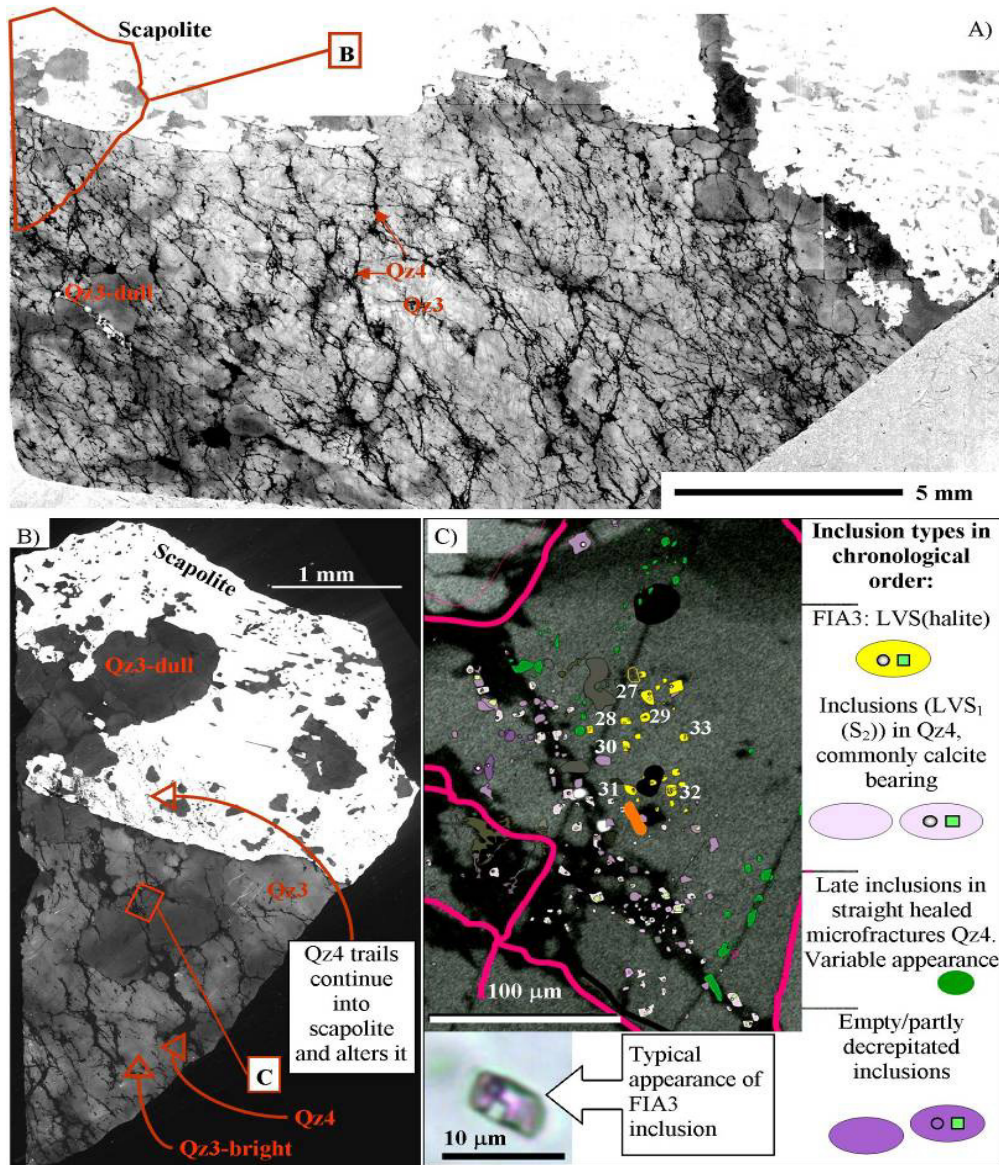 Scapolite
A)
B
Qz4
Qz3-dull
Qz3
5 mm
B)
Scapolite
1 mm
Qz3-dull
Qz3
Qz4 trails
continue
into
scapolite
and alters it
C
Qz4
Qz3-bright
C)
27
28
29
33
30
31
32
100 µm
Typical
appearance of
FIA3
inclusion
10 µm
Inclusion types in
chronological
order:
FIA3: LVS(halite)
Inclusions (LVS₁
(S₂)) in Qz4,
commonly calcite
bearing
Late inclusions in
straight healed
microfractures Qz4.
Variable appearance
Empty/partly
decrepitated
inclusions